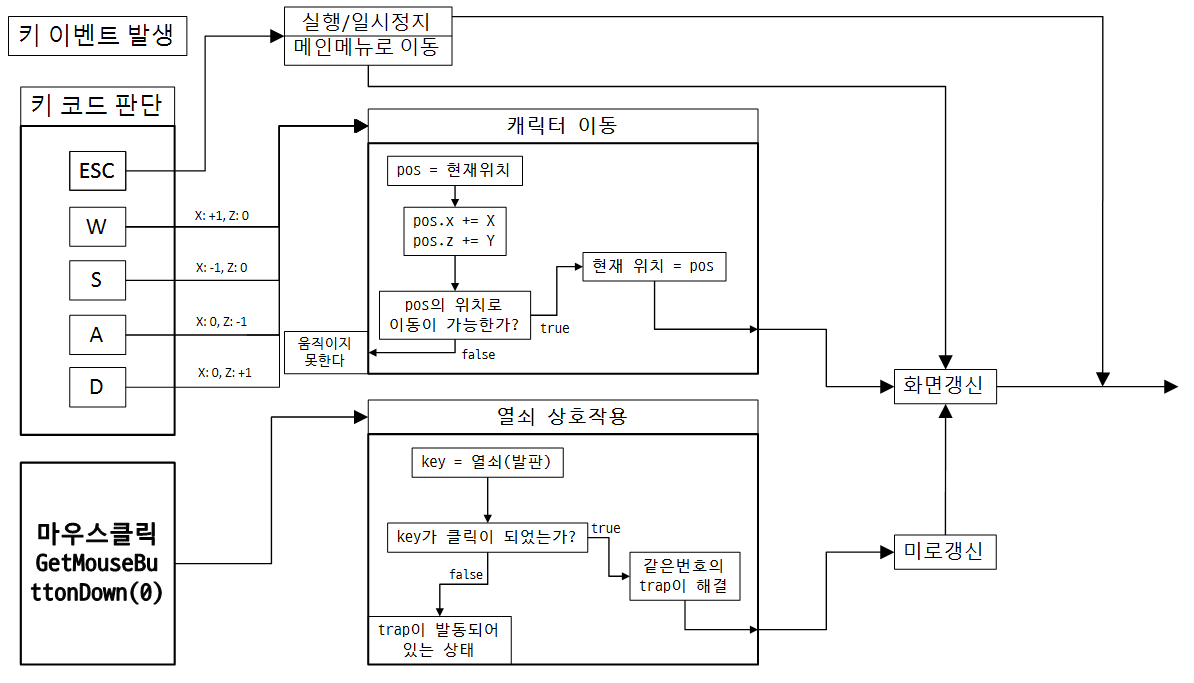 키 이벤트 발생
실행/일시정지
메인메뉴로 이동
키 코드 판단
ESC
W
S
A
D
X: +1, Z: 0
X: -1, Z: 0
X: 0, Z: -1
X: 0, Z: +1
캐릭터 이동
pos = 현재위치
pos.x += X
pos.z += Y
pos의 위치로
이동이 가능한가?
true
false
현재 위치 = pos
움직이지
못한다
화면갱신
마우스클릭
GetMouseBu
ttonDown(0)
열쇠 상호작용
key = 열쇠(발판)
key가 클릭이 되었는가?
true
false
같은번호의
trap이 해결
trap이 발동되어
있는 상태
미로갱신